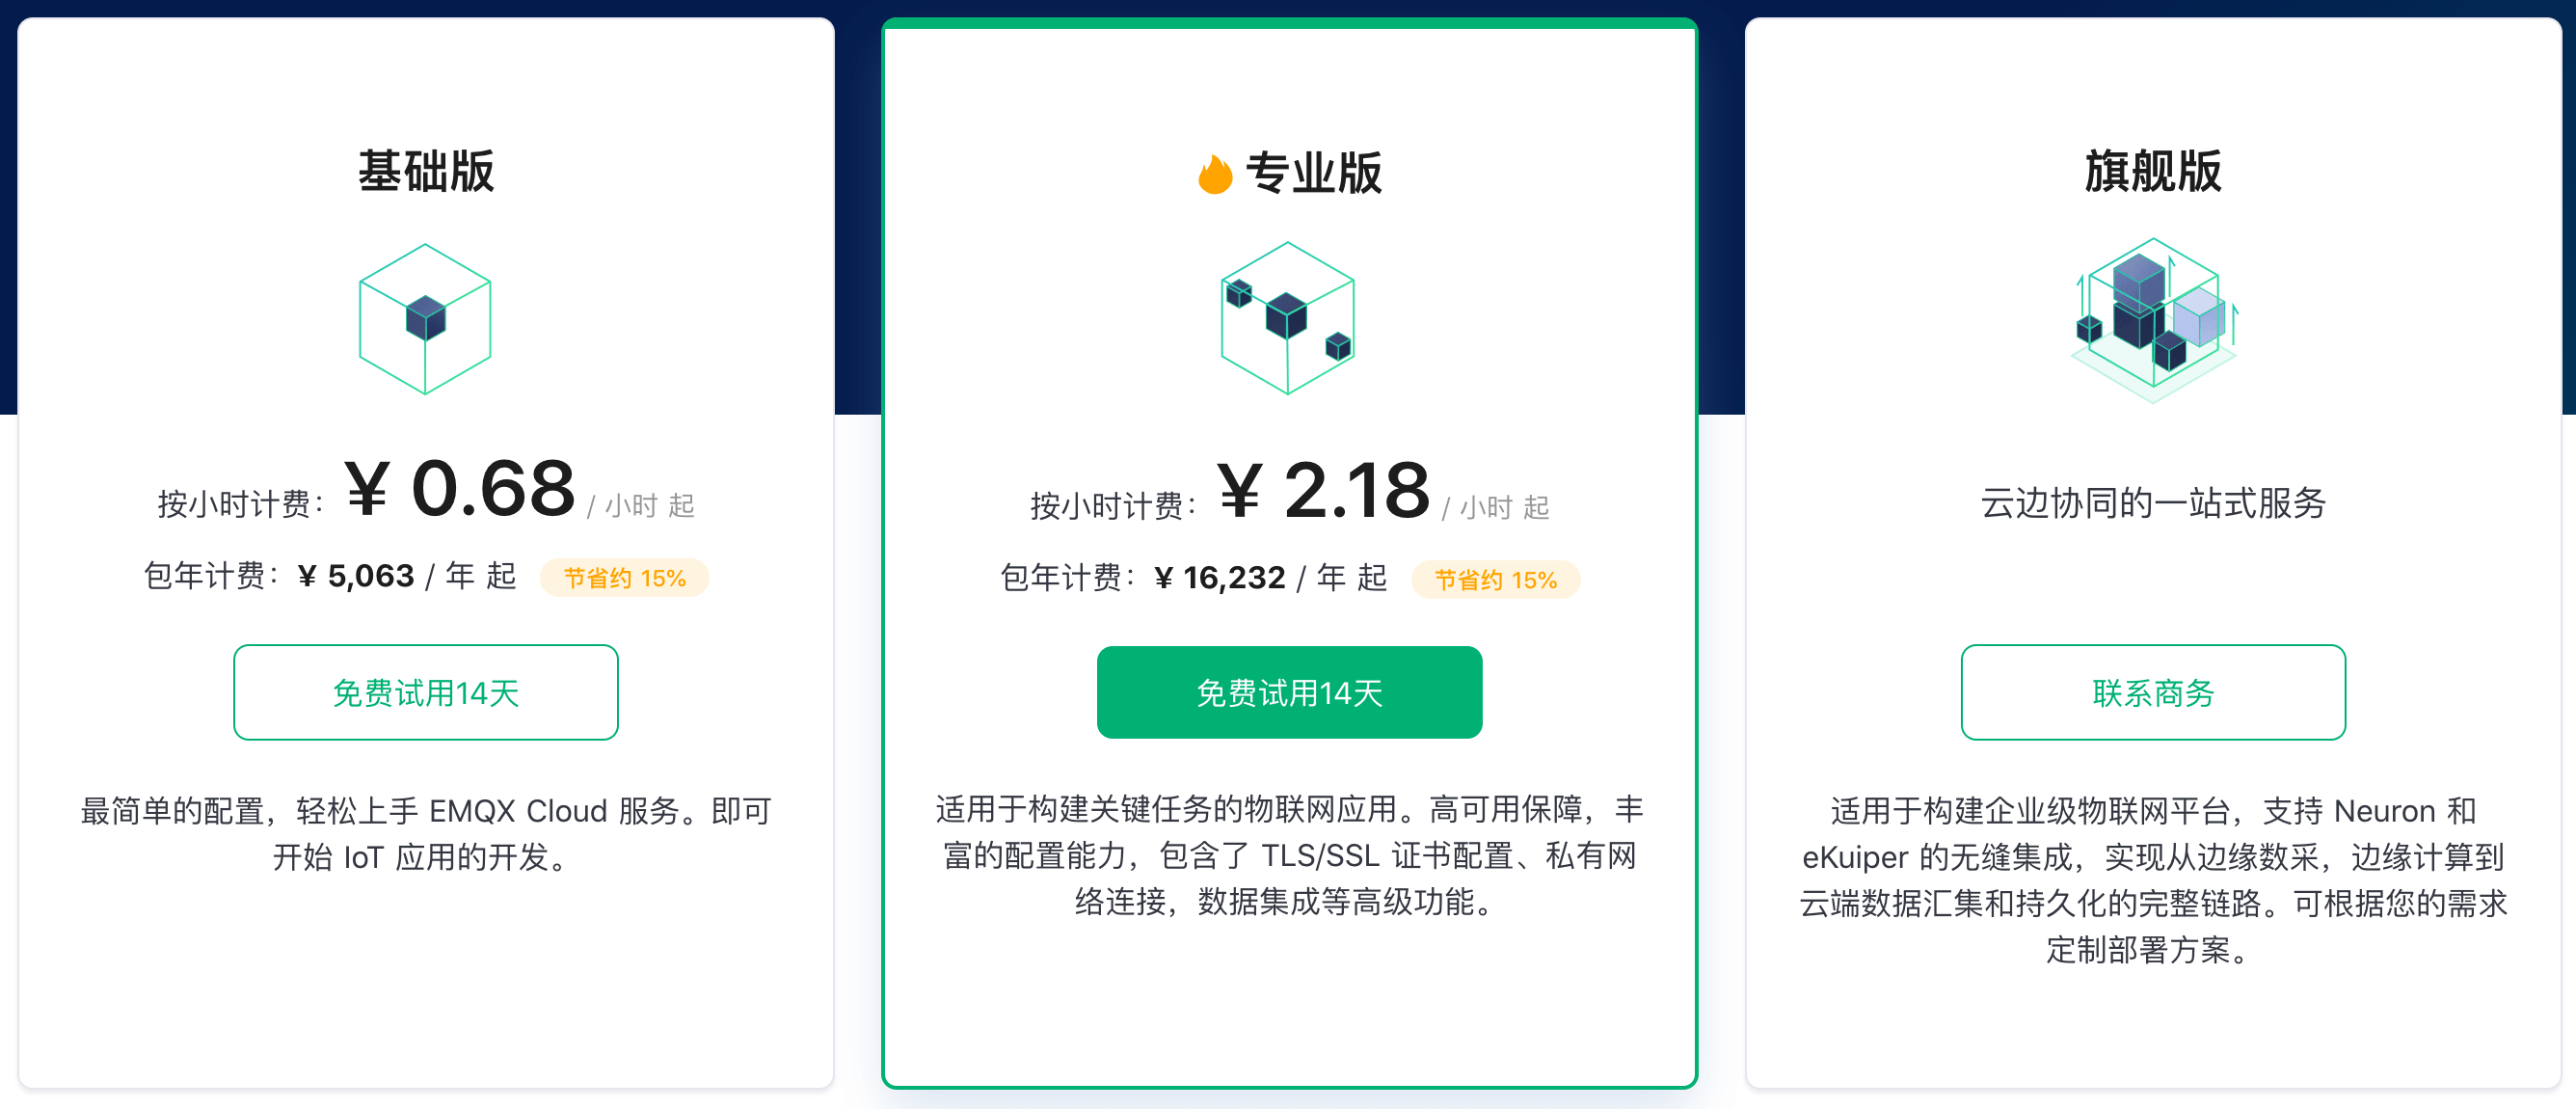 基础版
按小时计费： ¥ 0.68 / 小时 起
包年计费： ¥ 5,063 / 年 起 节省约 15%
免费试用14天
最简单的配置，轻松上手 EMQX Cloud 服务。即可
开始 IoT 应用的开发。
专业版
按小时计费： ¥ 2.18 / 小时 起
包年计费： ¥ 16,232 / 年 起 节省约 15%
免费试用14天
适用于构建关键任务的物联网应用。高可用保障，丰
富的配置能力，包含了 TLS/SSL 证书配置、私有网
络连接，数据集成等高级功能。
旗舰版
云边协同的一站式服务
联系商务
适用于构建企业级物联网平台，支持 Neuron 和
eKuiper 的无缝集成，实现从边缘数采，边缘计算到
云端数据汇集和持久化的完整链路。可根据您的需求
定制部署方案。